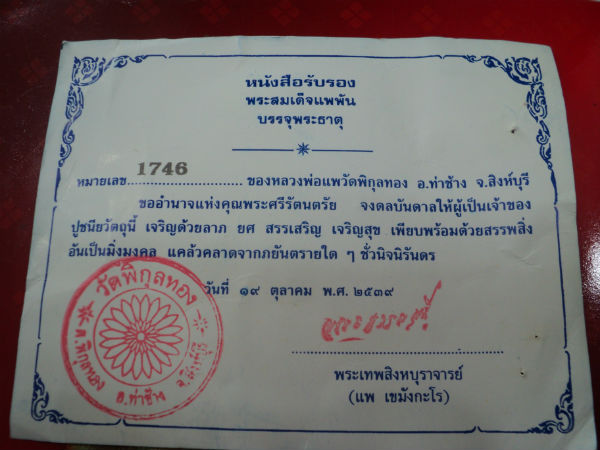 หนังสือรับรอง
พระสมเด็จแพพัน
บรรจุพระธาตุ
หมายเลข 1746 ของหลวงพ่อแพวัดพิกุลทอง อ.ท่าช้าง จ.สิงห์บุรี
ขออำนาจแห่งคุณพระศรีรัตนตรัย จงดลบันดาลให้ผู้เป็นเจ้าของ
ปูชนียวัตถุนี้ เจริญด้วยลาภ ยศ สรรเสริญ เจริญสุข เพียบพร้อมด้วยสรรพสิ่ง
อันเป็นมิ่งมงคล แคล้วคลาดจากภยันตรายใด ๆ ชั่วนิจนิรันดร
วันที่ ๑๙ ตุลาคม พ.ศ. ๒๕๓๙
วัดพิกุลทอง
ต.พิกุลทอง อ.ท่าช้าง จ.สิงห์บุรี
พระเทพสิงหบุราจารย์
(แพ เขมังกะโร)